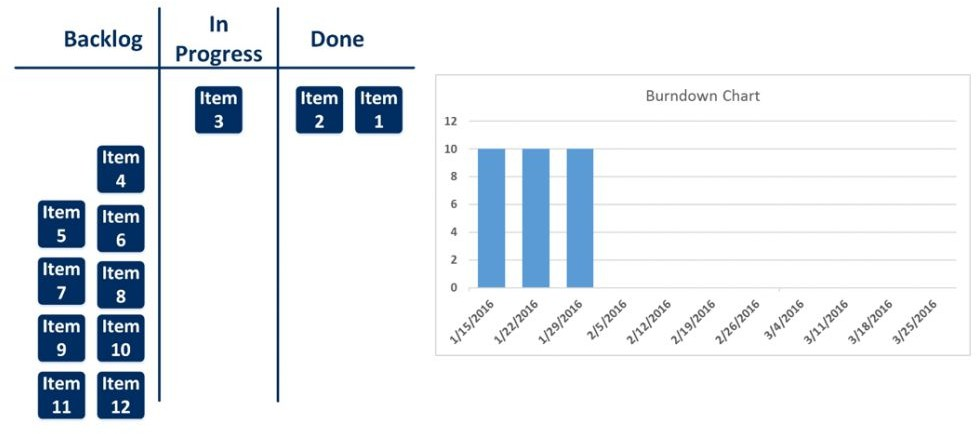 Backlog
In
Progress
Done
Item
3
Item
2
Item
1
Item
4
Item
5
Item
6
Item
7
Item
8
Item
9
Item
10
Item
11
Item
12
Burndown Chart
12
10
8
6
4
2
0
1/15/2016
1/22/2016
1/29/2016
2/5/2016
2/12/2016
2/19/2016
2/26/2016
3/4/2016
3/11/2016
3/18/2016
3/25/2016